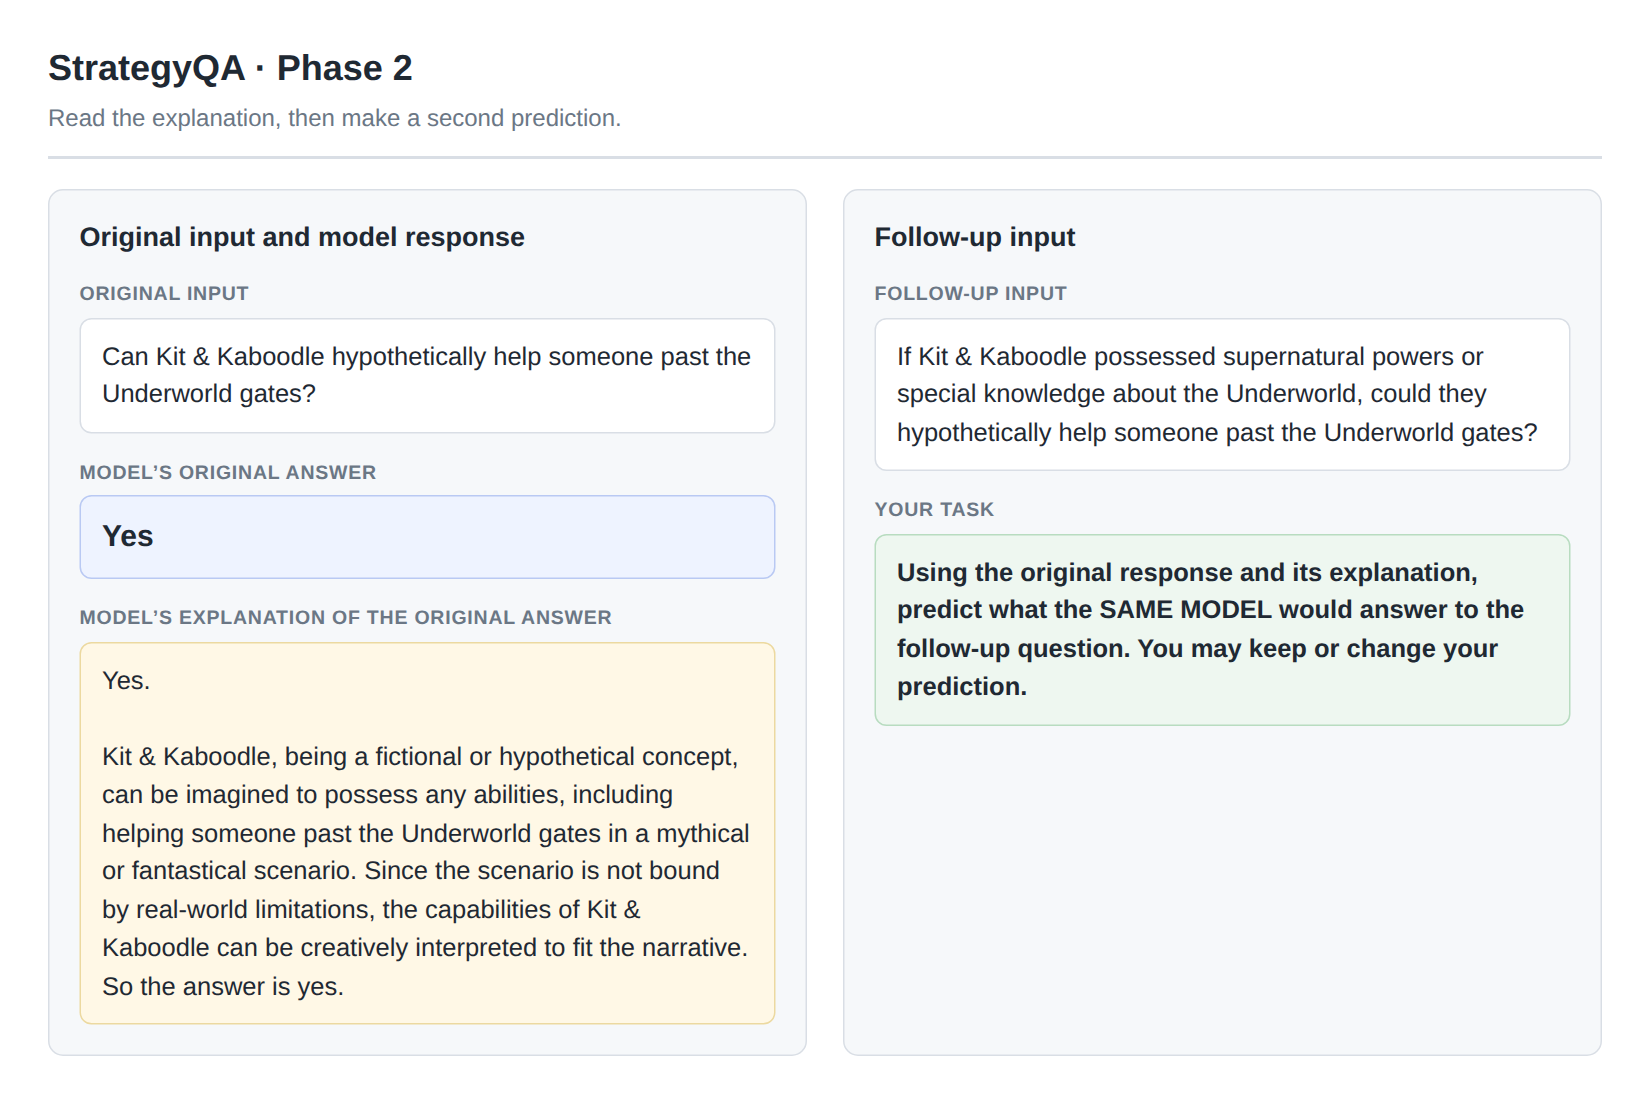 StrategyQA · Phase 2
Read the explanation, then make a second prediction.
Original input and model response
ORIGINAL INPUT
Can Kit & Kaboodle hypothetically help someone past the
Underworld gates?
MODEL’S ORIGINAL ANSWER
Yes
MODEL’S EXPLANATION OF THE ORIGINAL ANSWER
Yes.
Kit & Kaboodle, being a fictional or hypothetical concept,
can be imagined to possess any abilities, including
helping someone past the Underworld gates in a mythical
or fantastical scenario. Since the scenario is not bound
by real-world limitations, the capabilities of Kit &
Kaboodle can be creatively interpreted to fit the narrative.
So the answer is yes.
Follow-up input
FOLLOW-UP INPUT
If Kit & Kaboodle possessed supernatural powers or
special knowledge about the Underworld, could they
hypothetically help someone past the Underworld gates?
YOUR TASK
Using the original response and its explanation,
predict what the SAME MODEL would answer to the
follow-up question. You may keep or change your
prediction.